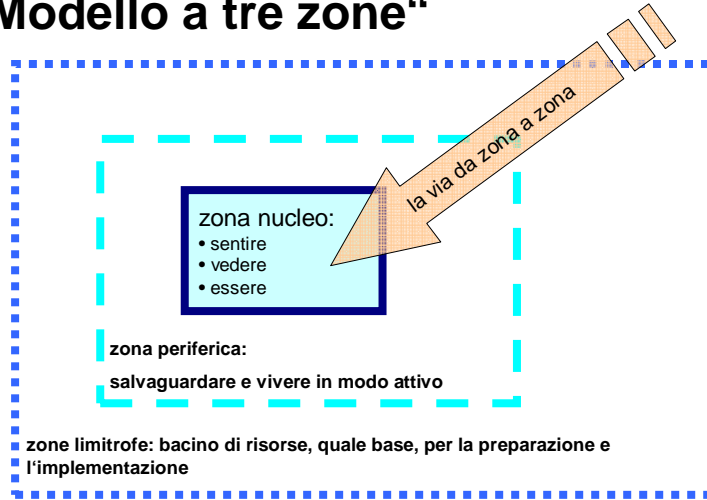 Modello a tre zone“
la via da zona a zona
zona nucleo:
• sentire
• vedere
• essere
zona periferica:
salvaguardare e vivere in modo attivo
zone limitrofe: bacino di risorse, quale base, per la preparazione e
l‘implementazione